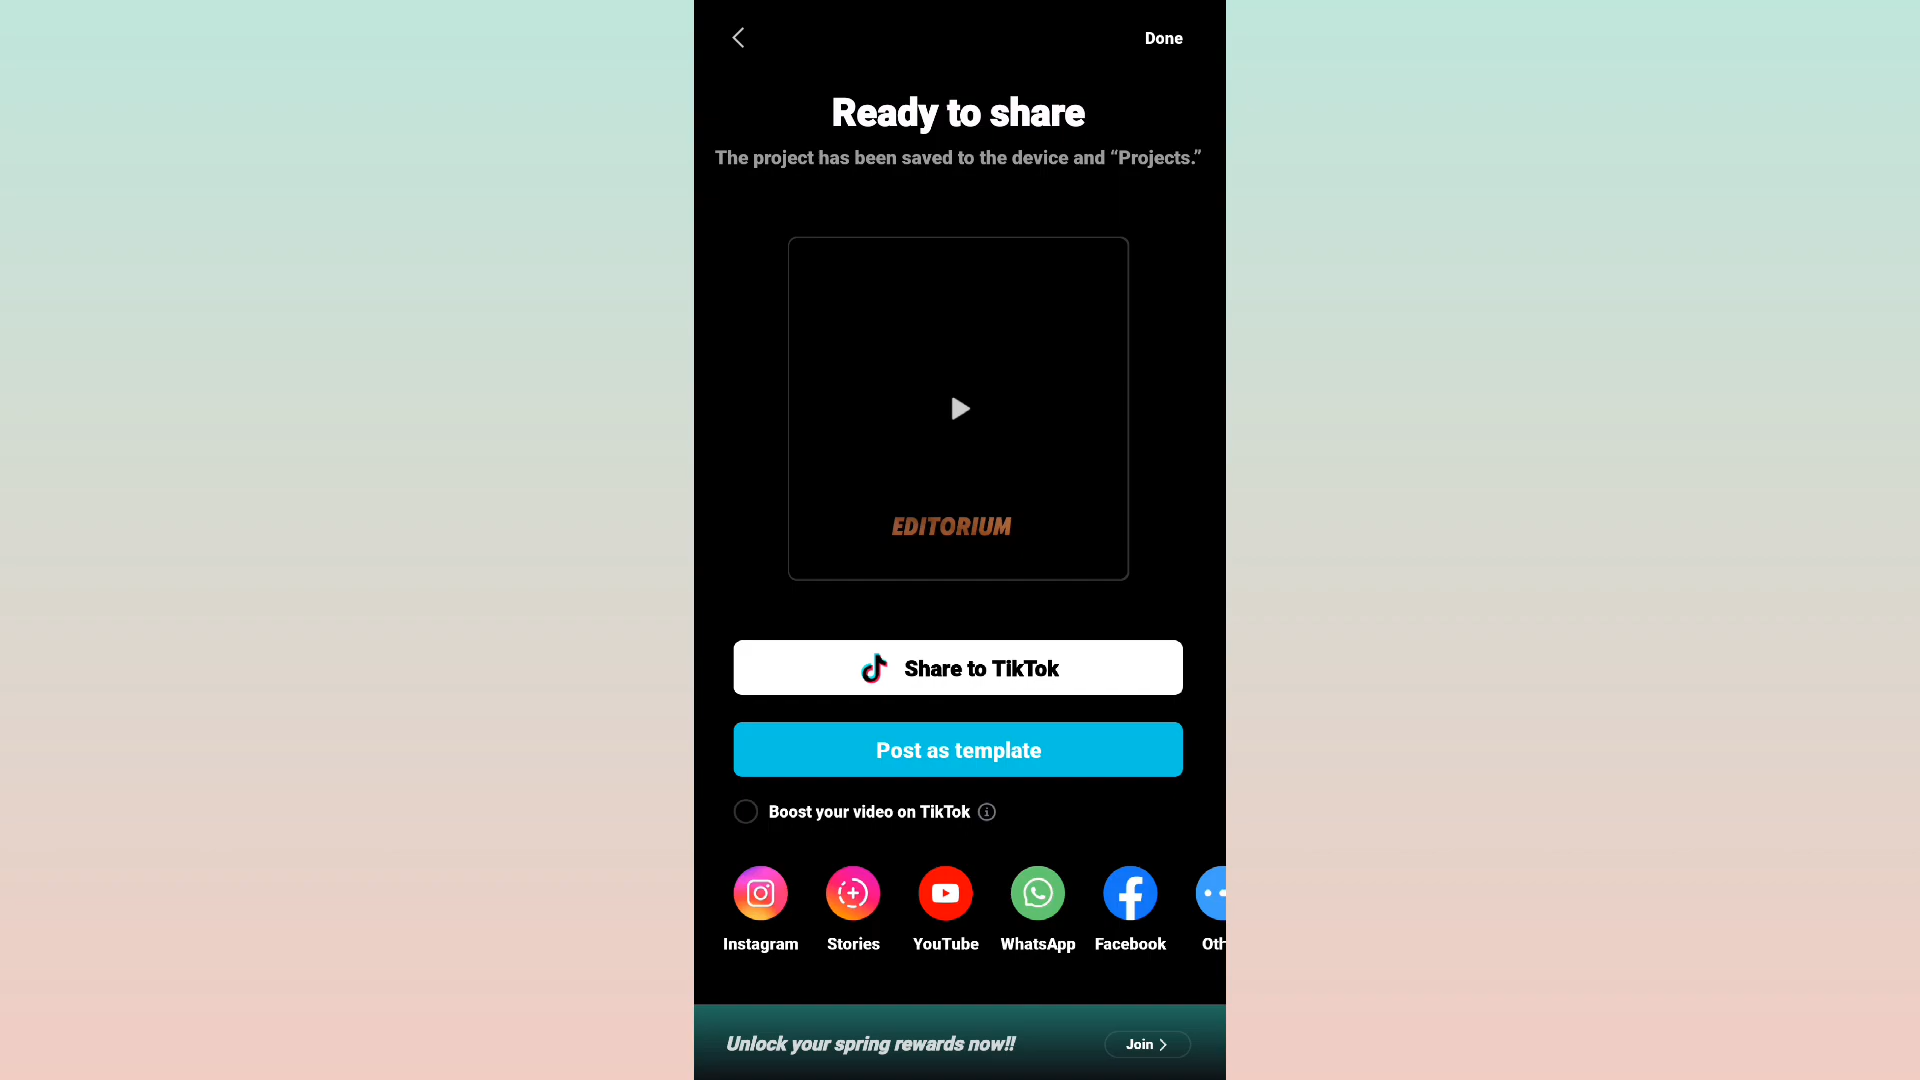 Done
Ready to share
The project has been saved to the device and “Projects.”
EDITORIUM
Share to TikTok
Post as template
Boost your video on TikTok
Instagram Stories YouTube WhatsApp Facebook Oth
Unlock your spring rewards now!!
Join